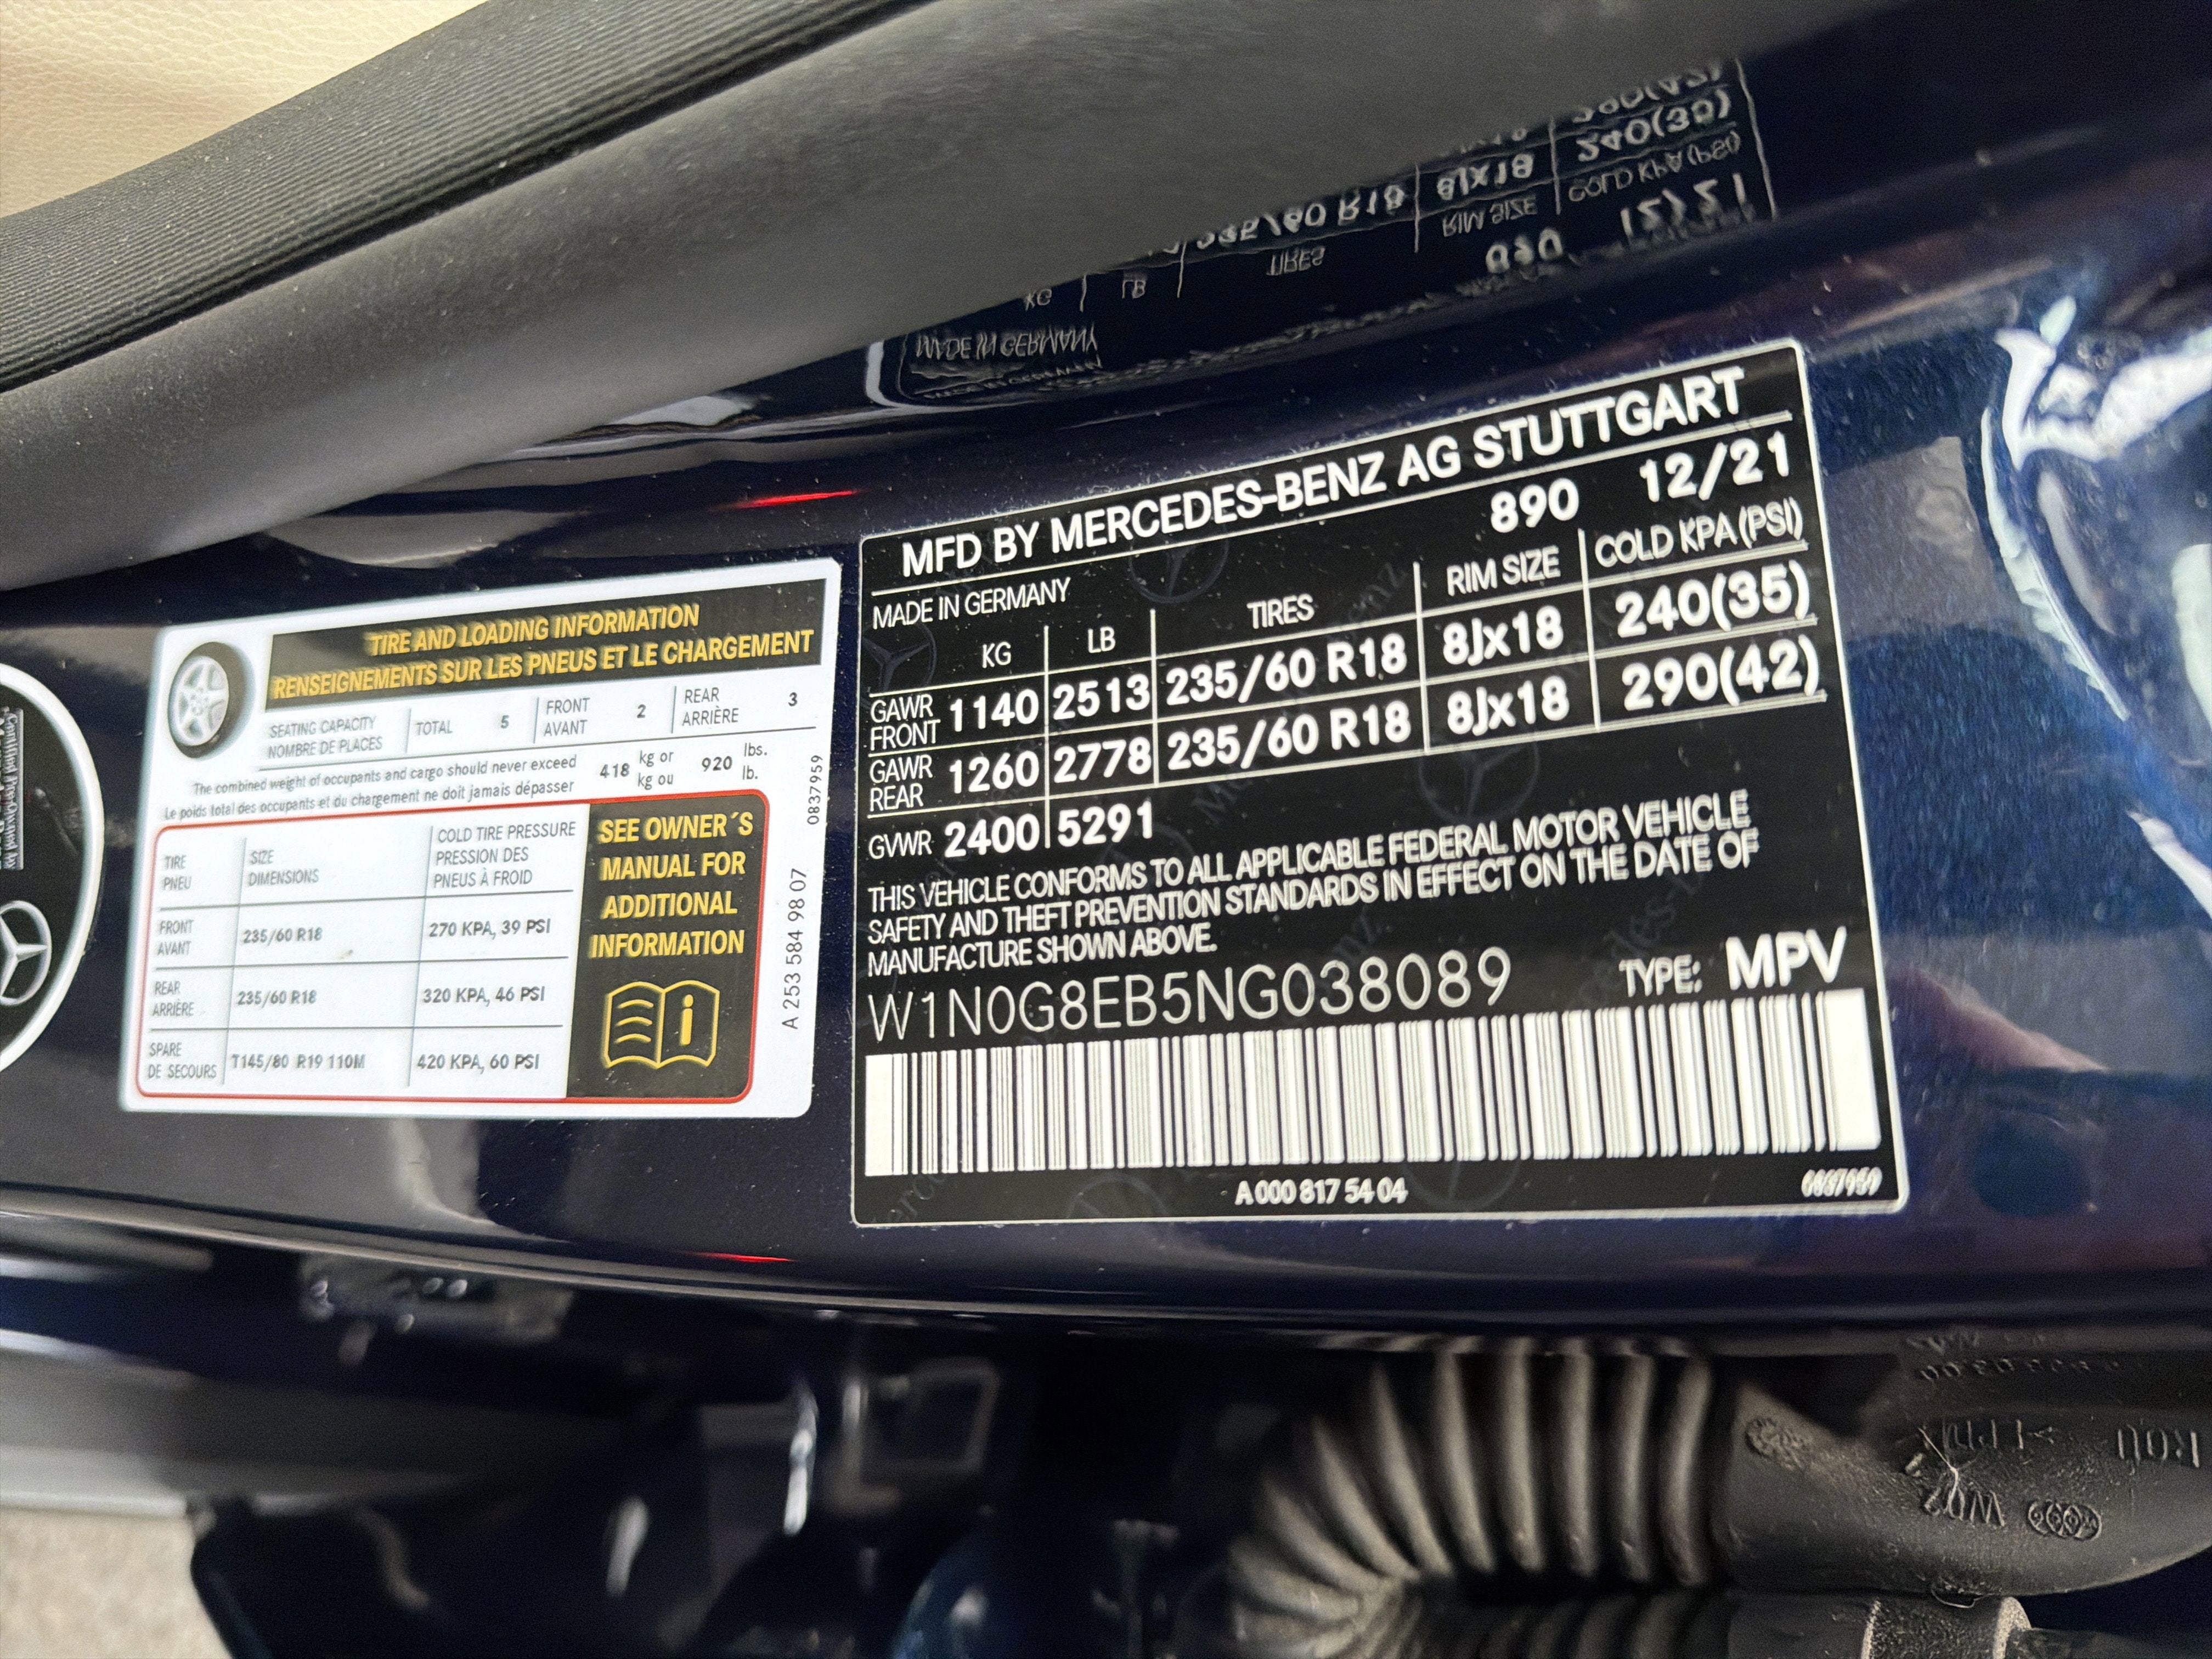 TIRE AND LOADING INFORMATION
RENSEIGNEMENTS SUR LES PNEUS ET LE CHARGEMENT
SEATING CAPACITY
NOMBRE DE PLACES
TOTAL 5
FRONT
AVANT
2
REAR
ARRIÈRE
3
The combined weight of occupants and cargo should never exceed 418 kg or 920 lbs.
Le poids total des occupants et du chargement ne doit jamais dépasser kg ou lb.
TIRE
PNEU
SIZE
DIMENSIONS
COLD TIRE PRESSURE
PRESSION DES
PNEUS À FROID
FRONT
AVANT
235/60 R18
270 KPA, 39 PSI
REAR
ARRIÈRE
235/60 R18
320 KPA, 46 PSI
SPARE
DE SECOURS
T145/80 R19 110M
420 KPA, 60 PSI
SEE OWNER´S
MANUAL FOR
ADDITIONAL
INFORMATION
A 253 584 98 07
0837959
MFD BY MERCEDES-BENZ AG STUTTGART
890 12/21
MADE IN GERMANY
KG LB TIRES RIM SIZE COLD KPA (PSI)
GAWR
FRONT
1140 2513 235/60 R18 8Jx18 240(35)
GAWR
REAR
1260 2778 235/60 R18 8Jx18 290(42)
GVWR 2400 5291
THIS VEHICLE CONFORMS TO ALL APPLICABLE FEDERAL MOTOR VEHICLE
SAFETY AND THEFT PREVENTION STANDARDS IN EFFECT ON THE DATE OF
MANUFACTURE SHOWN ABOVE.
W1N0G8EB5NG038089 TYPE: MPV
A 000 817 54 04
0837959